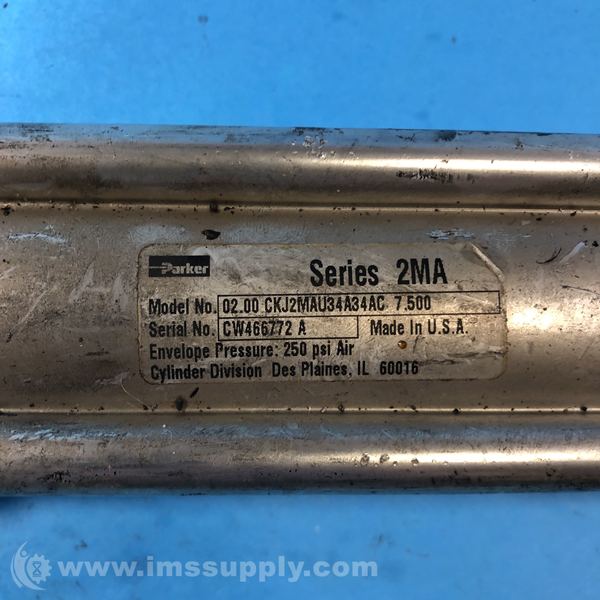 Parker Series 2MA
Model No. 02.00 CKJ2MAU34A34AC 7.500
Serial No. CW466772 A Made In U.S.A.
Envelope Pressure: 250 psi Air
Cylinder Division Des Plaines, IL 60016
www.imssupply.com